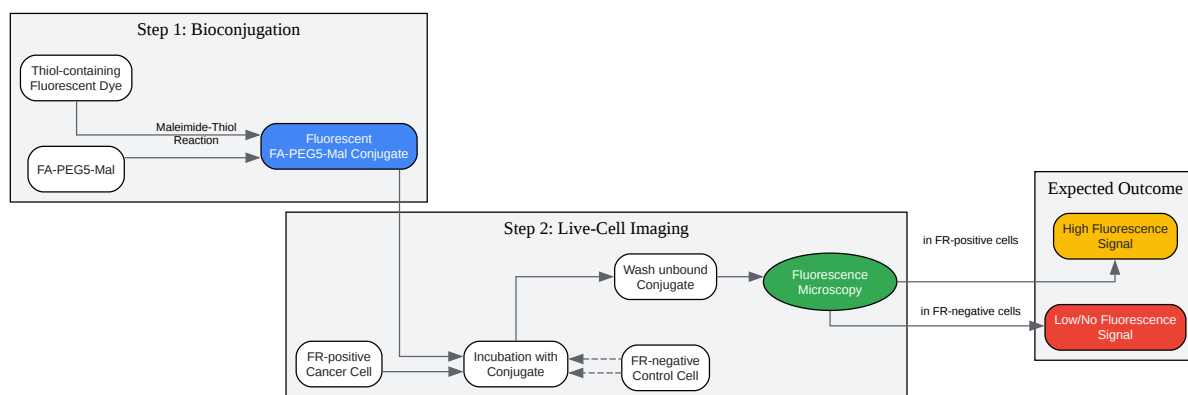 Step 1: Bioconjugation
Thiol-containing
Fluorescent Dye
Maleimide-Thiol
Reaction
FA-PEG5-Mal
Fluorescent
FA-PEG5-Mal Conjugate
Step 2: Live-Cell Imaging
FR-positive
Cancer Cell
Incubation with
Conjugate
FR-negative
Control Cell
Wash unbound
Conjugate
Fluorescence
Microscopy
in FR-positive cells
in FR-negative cells
Expected Outcome
High Fluorescence
Signal
Low/No Fluorescence
Signal